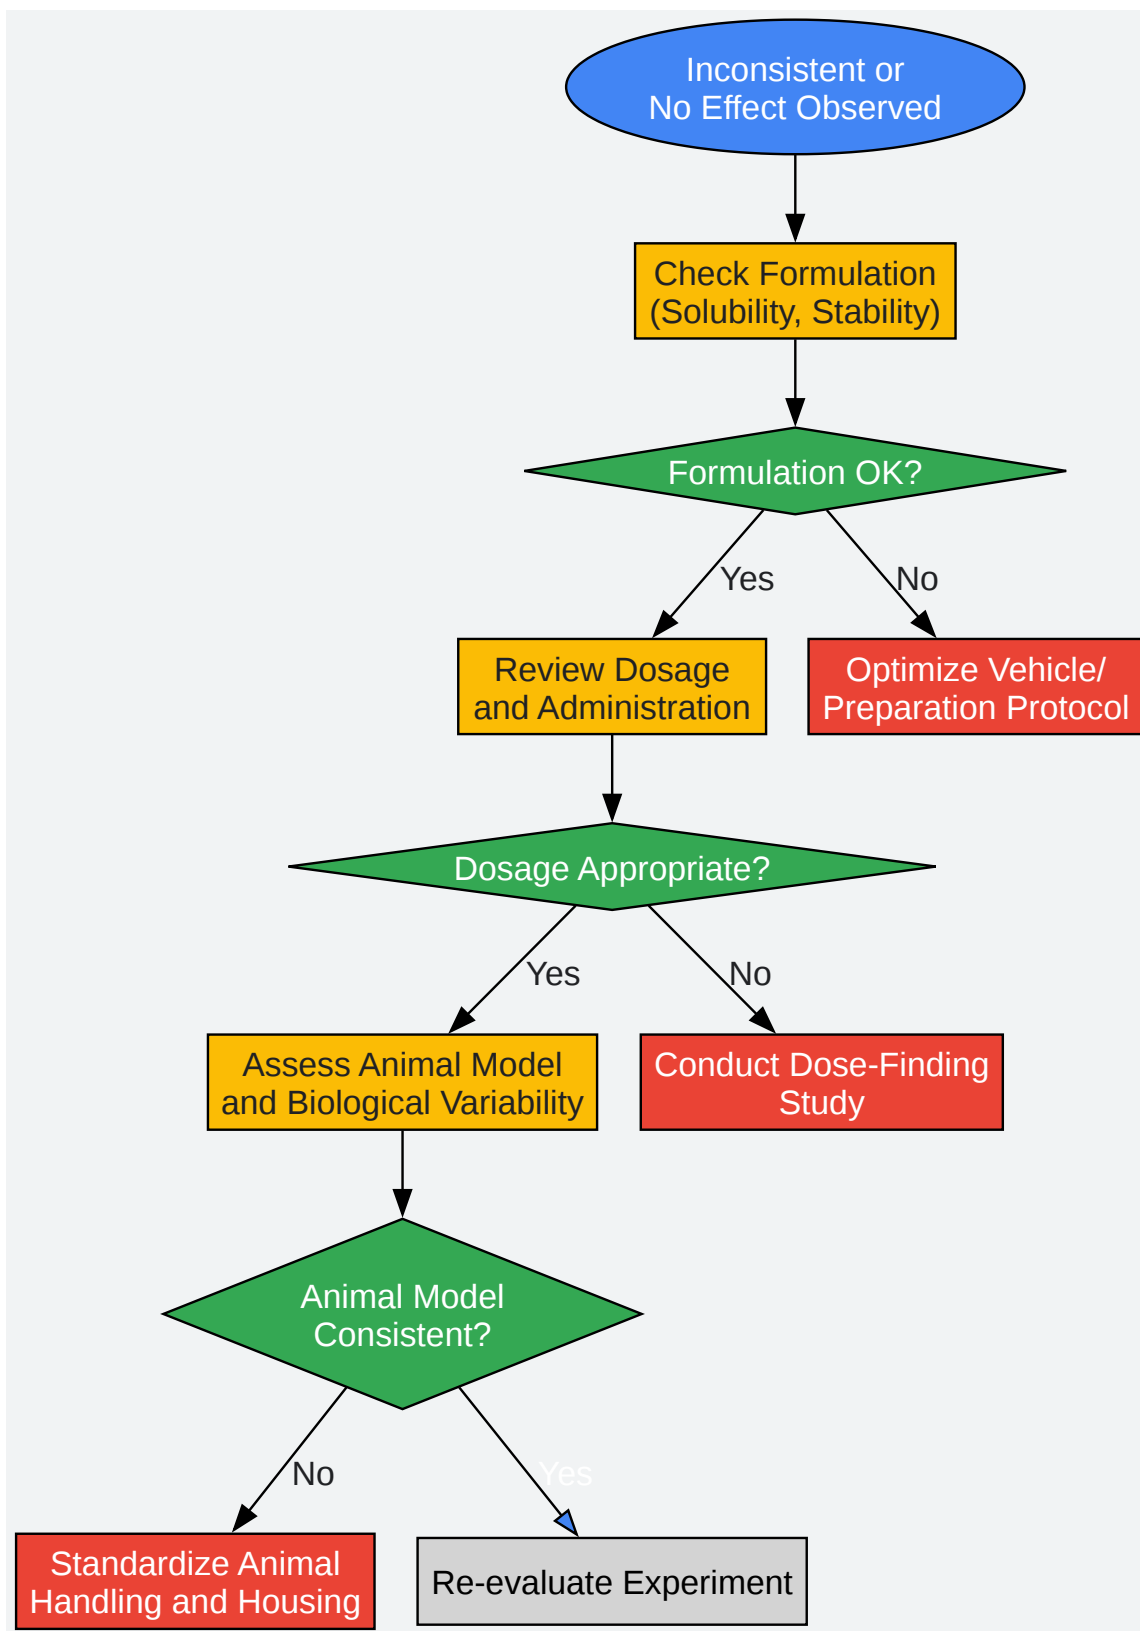 Inconsistent or
No Effect Observed
Check Formulation
(Solubility, Stability)
Formulation OK?
Yes
No
Review Dosage
and Administration
Optimize Vehicle/
Preparation Protocol
Dosage Appropriate?
Yes
No
Assess Animal Model
and Biological Variability
Conduct Dose-Finding
Study
Animal Model
Consistent?
No
Yes
Standardize Animal
Handling and Housing
Re-evaluate Experiment